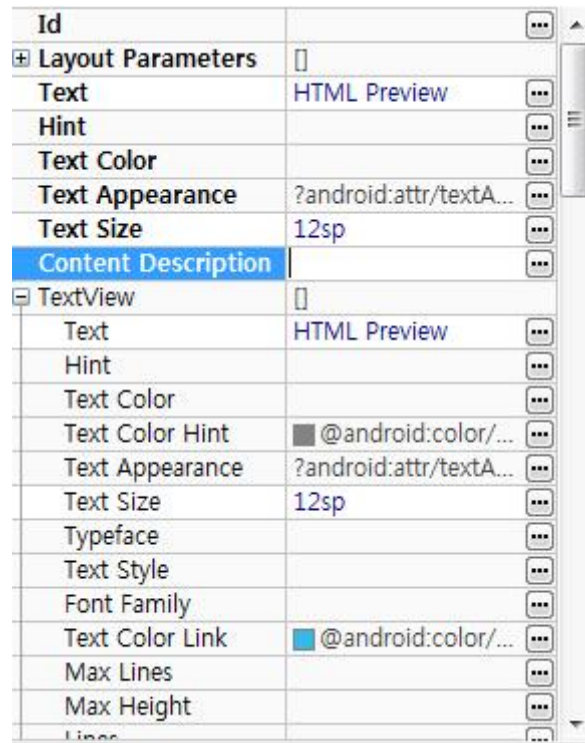 Id
Layout Parameters []
Text HTML Preview
Hint
Text Color
Text Appearance ?android:attr/textA...
Text Size 12sp
Content Description
TextView []
Text HTML Preview
Hint
Text Color
Text Color Hint @android:color/...
Text Appearance ?android:attr/textA...
Text Size 12sp
Typeface
Text Style
Font Family
Text Color Link @android:color/...
Max Lines
Max Height
Lines